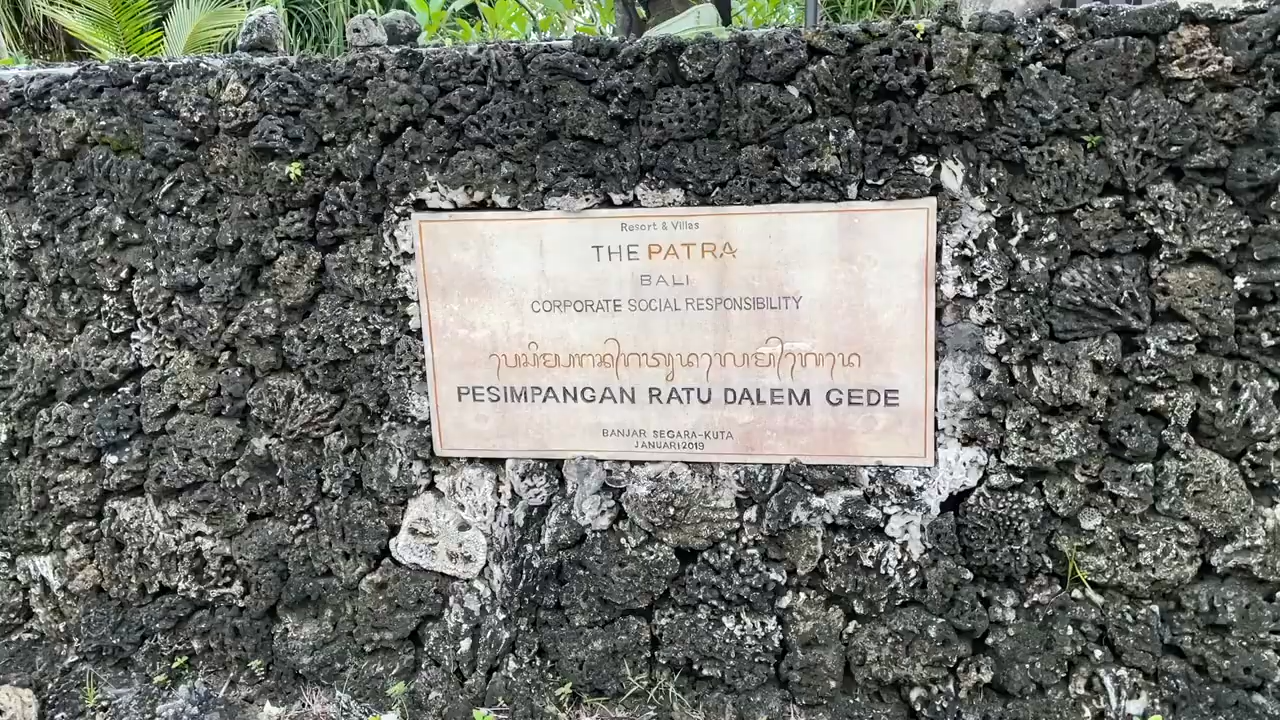 Resort & Villas
THE PATRA
BALI
CORPORATE SOCIAL RESPONSIBILITY
PESIMPANGAN RATU DALEM GEDE
BANJAR SEGARA-KUTA
JANUARI 2019